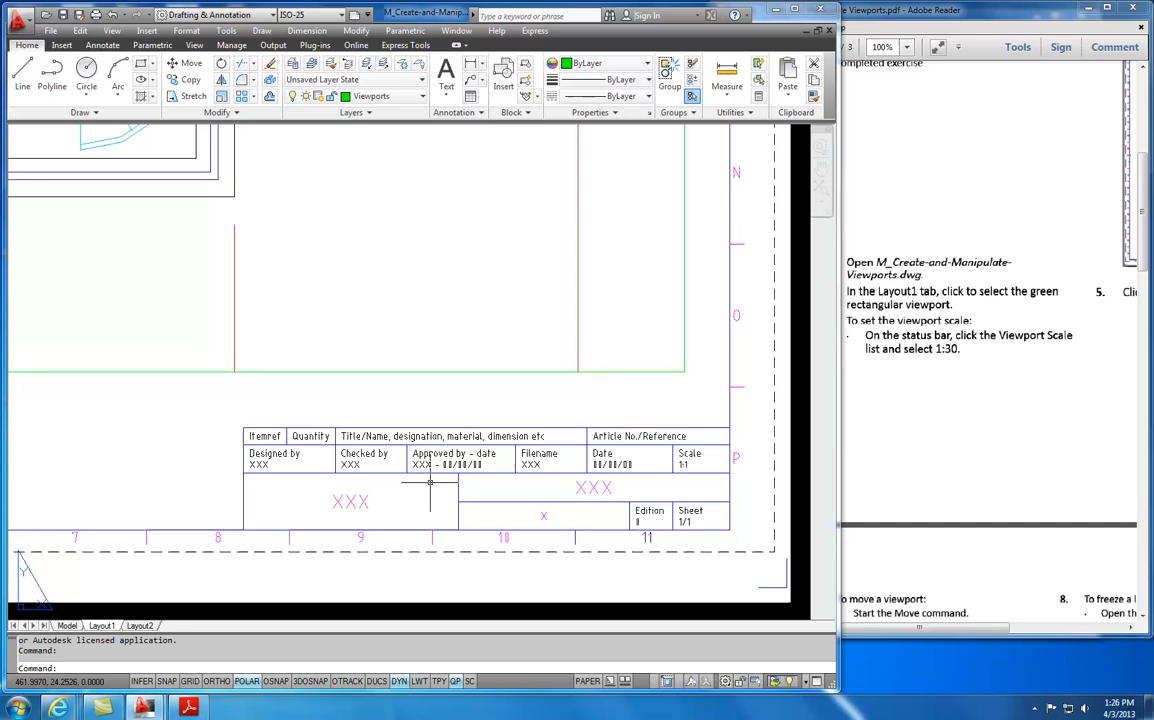 Drafting & Annotation
ISO-25
M_Create-and-Manip...
Type a keyword or phrase
Sign In
File Edit View Insert Format Tools Draw Dimension Modify Parametric Window Help Express
Home Insert Annotate Parametric View Manage Output Plug-ins Online Express Tools
Line
Polyline
Circle
Arc
Move
Copy
Stretch
Unsaved Layer State
Viewports
Text
Insert
ByLayer
ByLayer
ByLayer
Group
Measure
Paste
Draw
Modify
Layers
Annotation
Block
Properties
Groups
Utilities
Clipboard
N
O
P
Itemref
Quantity
Title/Name, designation, material, dimension etc
Article No./Reference
Designed by
XXX
Checked by
XXX
Approved by - date
XXX - 00/00/00
Filename
XXX
Date
00/00/00
Scale
1:1
XXX
XXX
X
Edition
0
Sheet
1/1
7 8 9 10 11
Y
X
Model Layout1 Layout2
or Autodesk licensed application.
Command:
Command:
461.9970, 24.2526, 0.0000
INFER SNAP GRID ORTHO POLAR OSNAP 3DOSNAP OTRACK DUCS DYN LWT TPY QP SC
PAPER
e Viewports.pdf - Adobe Reader
/ 3
100%
Tools
Sign
Comment
completed exercise
Open M_Create-and-Manipulate-
Viewports.dwg.
In the Layout1 tab, click to select the green
rectangular viewport.
To set the viewport scale:
· On the status bar, click the Viewport Scale
list and select 1:30.
5. Clic
o move a viewport:
Start the Move command.
8. To freeze a l
· Open th
1:26 PM
4/3/2013